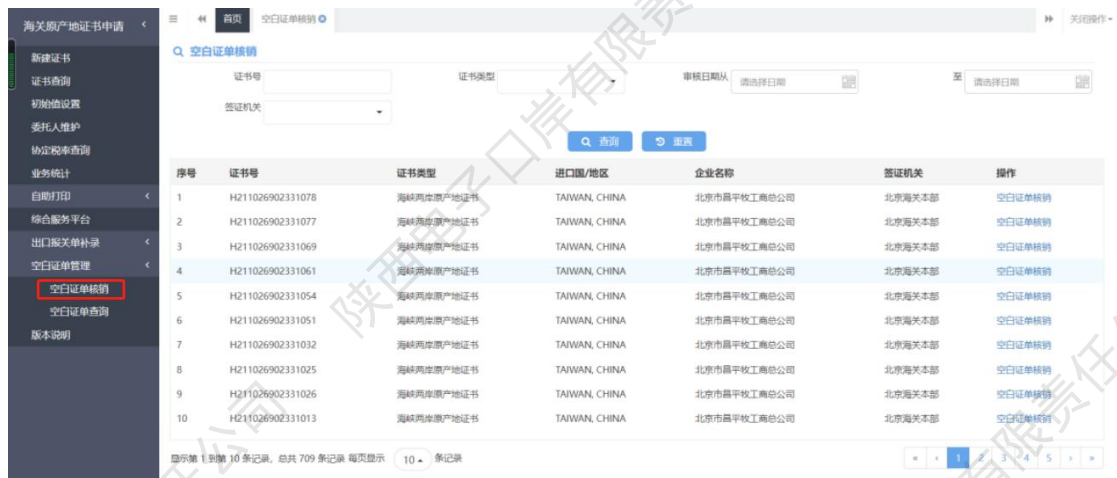 海关原产地证书申请
首页 空白证单核销 关闭操作
新建证书
证书查询
初始值设置
委托人维护
协定税率查询
业务统计
自助打印
综合服务平台
出口报关单补录
空白证单管理
空白证单核销
空白证单查询
版本说明
空白证单核销
证书号 证书类型 审核日期从 请选择日期 至 请选择日期
签证机关
查询 重置
序号 证书号 证书类型 进口国/地区 企业名称 签证机关 操作
1 H211026902331078 海峡两岸原产地证书 TAIWAN, CHINA 北京市昌平牧工商总公司 北京海关本部 空白证单核销
2 H211026902331077 海峡两岸原产地证书 TAIWAN, CHINA 北京市昌平牧工商总公司 北京海关本部 空白证单核销
3 H211026902331069 海峡两岸原产地证书 TAIWAN, CHINA 北京市昌平牧工商总公司 北京海关本部 空白证单核销
4 H211026902331061 海峡两岸原产地证书 TAIWAN, CHINA 北京市昌平牧工商总公司 北京海关本部 空白证单核销
5 H211026902331054 海峡两岸原产地证书 TAIWAN, CHINA 北京市昌平牧工商总公司 北京海关本部 空白证单核销
6 H211026902331051 海峡两岸原产地证书 TAIWAN, CHINA 北京市昌平牧工商总公司 北京海关本部 空白证单核销
7 H211026902331032 海峡两岸原产地证书 TAIWAN, CHINA 北京市昌平牧工商总公司 北京海关本部 空白证单核销
8 H211026902331025 海峡两岸原产地证书 TAIWAN, CHINA 北京市昌平牧工商总公司 北京海关本部 空白证单核销
9 H211026902331026 海峡两岸原产地证书 TAIWAN, CHINA 北京市昌平牧工商总公司 北京海关本部 空白证单核销
10 H211026902331013 海峡两岸原产地证书 TAIWAN, CHINA 北京市昌平牧工商总公司 北京海关本部 空白证单核销
显示第 1 到第 10 条记录，总共 709 条记录 每页显示 10 条记录 « ‹ 1 2 3 4 5 › »
陕西电子口岸有限责
任公司
有限责任